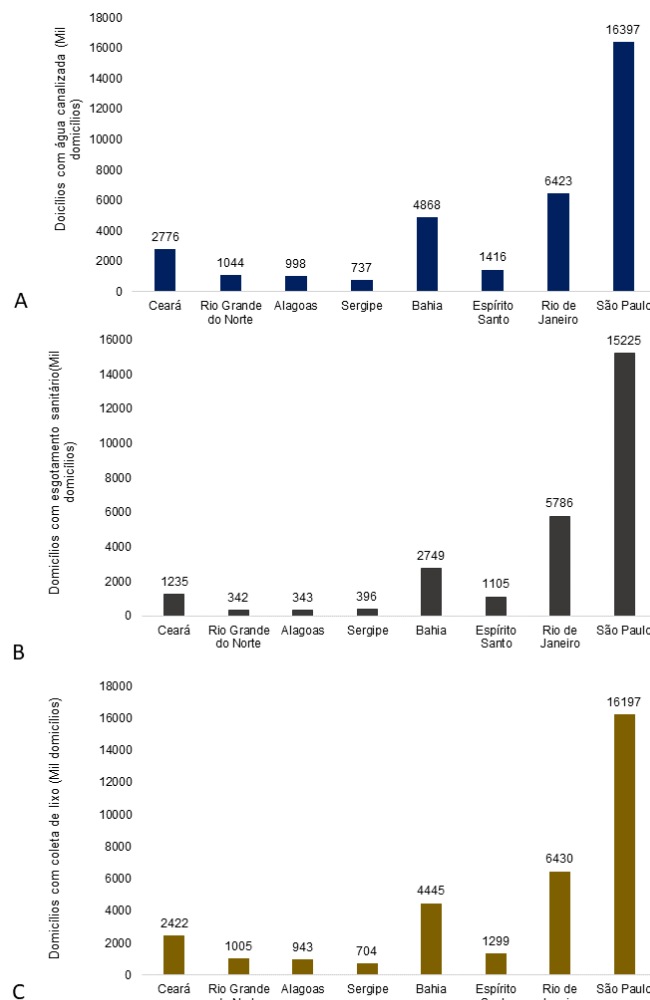 18000
16000
14000
12000
10000
8000
6000
4000
2000
0
Doicílios com água canalizada (Mil
domicílios)
2776
1044
998
737
4868
1416
6423
16397
Ceará
Rio Grande
do Norte
Alagoas
Sergipe
Bahia
Espírito
Santo
Rio de
Janeiro
São Paulo
A
16000
14000
12000
10000
8000
6000
4000
2000
0
Domicílios com esgotamento sanitário(Mil
domicílios)
1235
342
343
396
2749
1105
5786
15225
Ceará
Rio Grande
do Norte
Alagoas
Sergipe
Bahia
Espírito
Santo
Rio de
Janeiro
São Paulo
B
18000
16000
14000
12000
10000
8000
6000
4000
2000
0
Domicílios com coleta de lixo (Mil domicílios)
2422
1005
943
704
4445
1299
6430
16197
Ceará
Rio Grande
Alagoas
Sergipe
Bahia
Espírito
Rio de
São Paulo
C